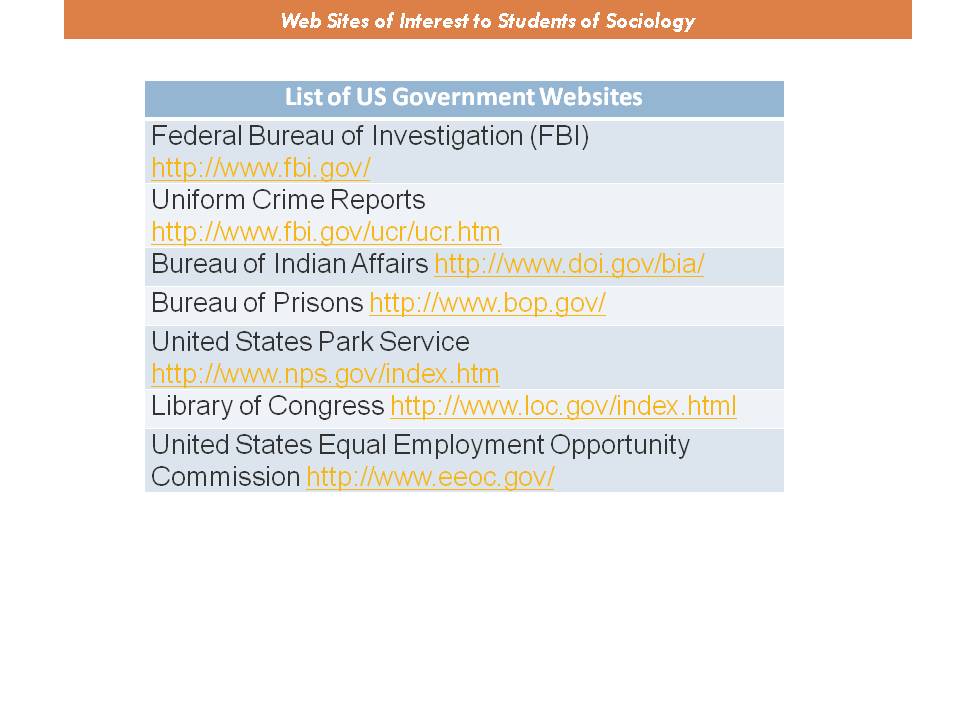 Web Sites of Interest to Students of Sociology
List of US Government Websites
Federal Bureau of Investigation (FBI)
http://www.fbi.gov/
Uniform Crime Reports
http://www.fbi.gov/ucr/ucr.htm
Bureau of Indian Affairs http://www.doi.gov/bia/
Bureau of Prisons http://www.bop.gov/
United States Park Service
http://www.nps.gov/index.htm
Library of Congress http://www.loc.gov/index.html
United States Equal Employment Opportunity
Commission http://www.eeoc.gov/